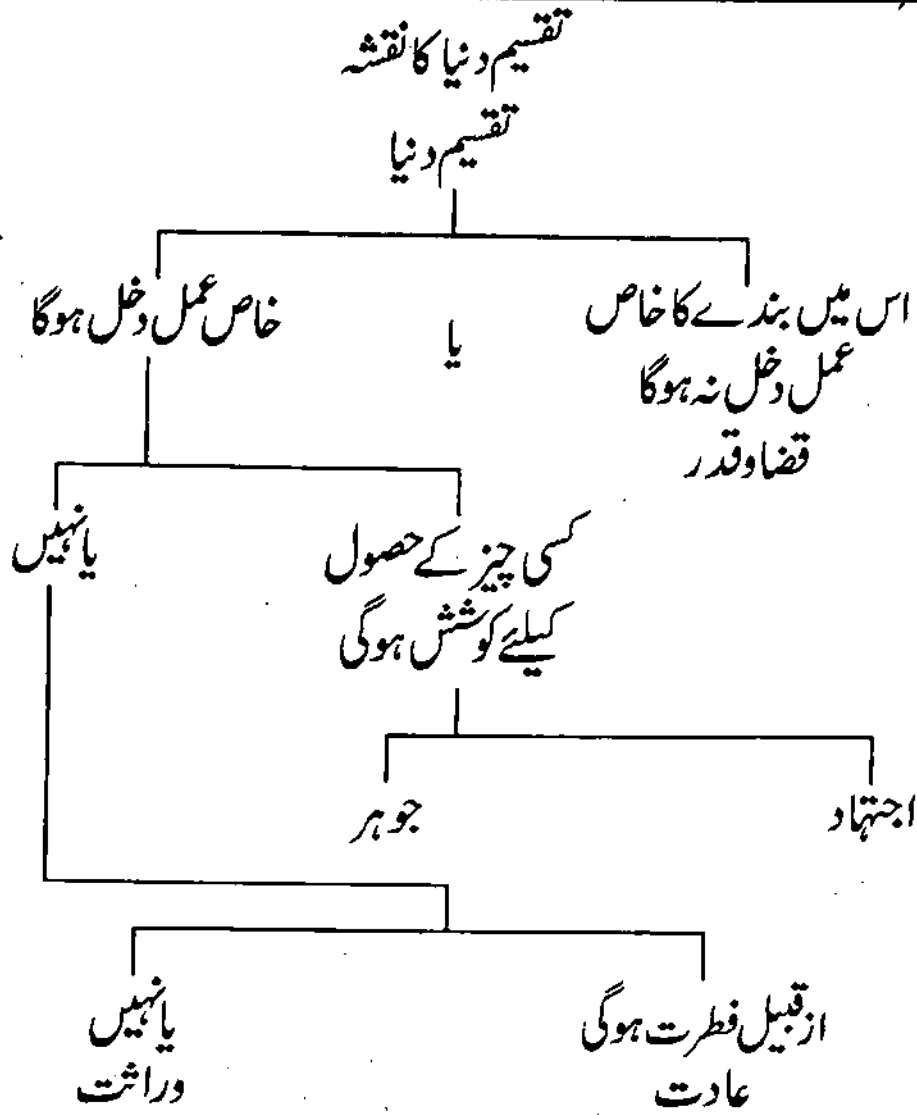 تقسیم دنیا کا نقشہ
تقسیم دنیا
اس میں بندے کا خاص
عمل دخل نہ ہوگا
قضا و قدر
یا
خاص عمل دخل ہوگا
کسی چیز کے حصول
کیلئے کوشش ہوگی
یا نہیں
اجتہاد
جوہر
از قبیل فطرت ہوگی
عادت
یا نہیں
وراثت